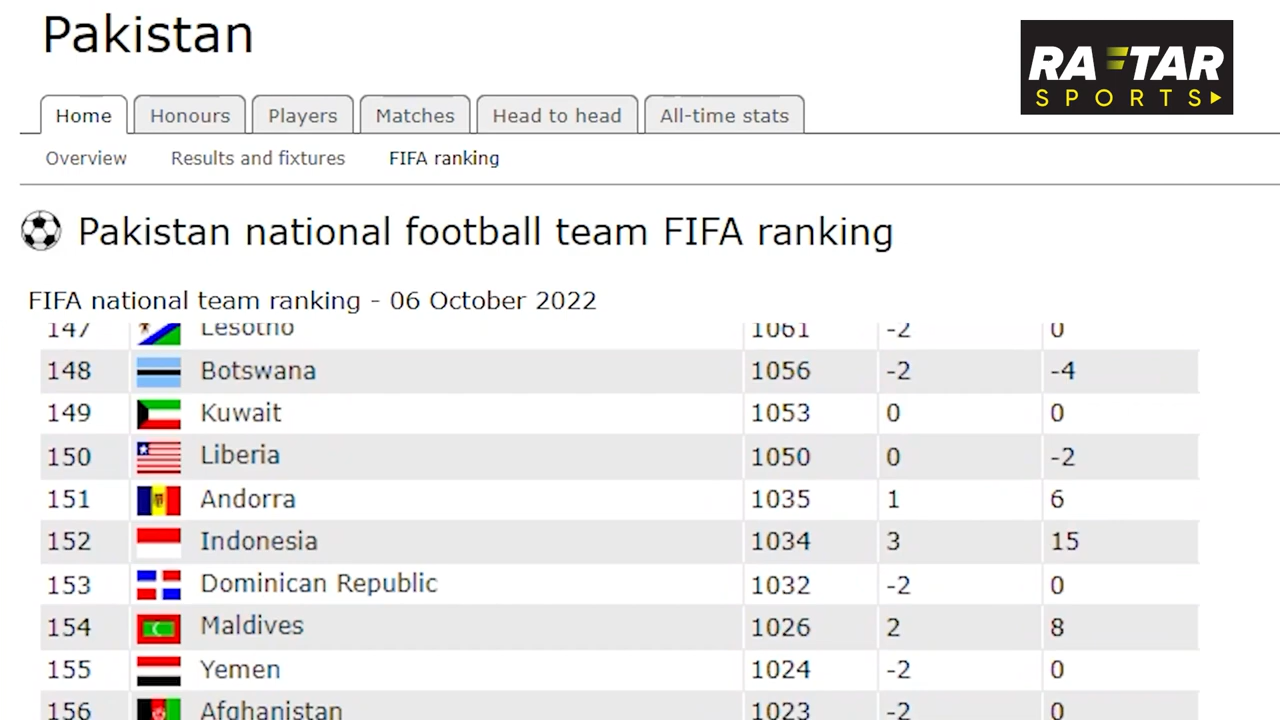 Pakistan
RAFTAR
SPORTS
Home Honours Players Matches Head to head All-time stats
Overview Results and fixtures FIFA ranking
Pakistan national football team FIFA ranking
FIFA national team ranking - 06 October 2022
147 Lesotho 1061 -2 0
148 Botswana 1056 -2 -4
149 Kuwait 1053 0 0
150 Liberia 1050 0 -2
151 Andorra 1035 1 6
152 Indonesia 1034 3 15
153 Dominican Republic 1032 -2 0
154 Maldives 1026 2 8
155 Yemen 1024 -2 0
156 Afghanistan 1023 -2 0